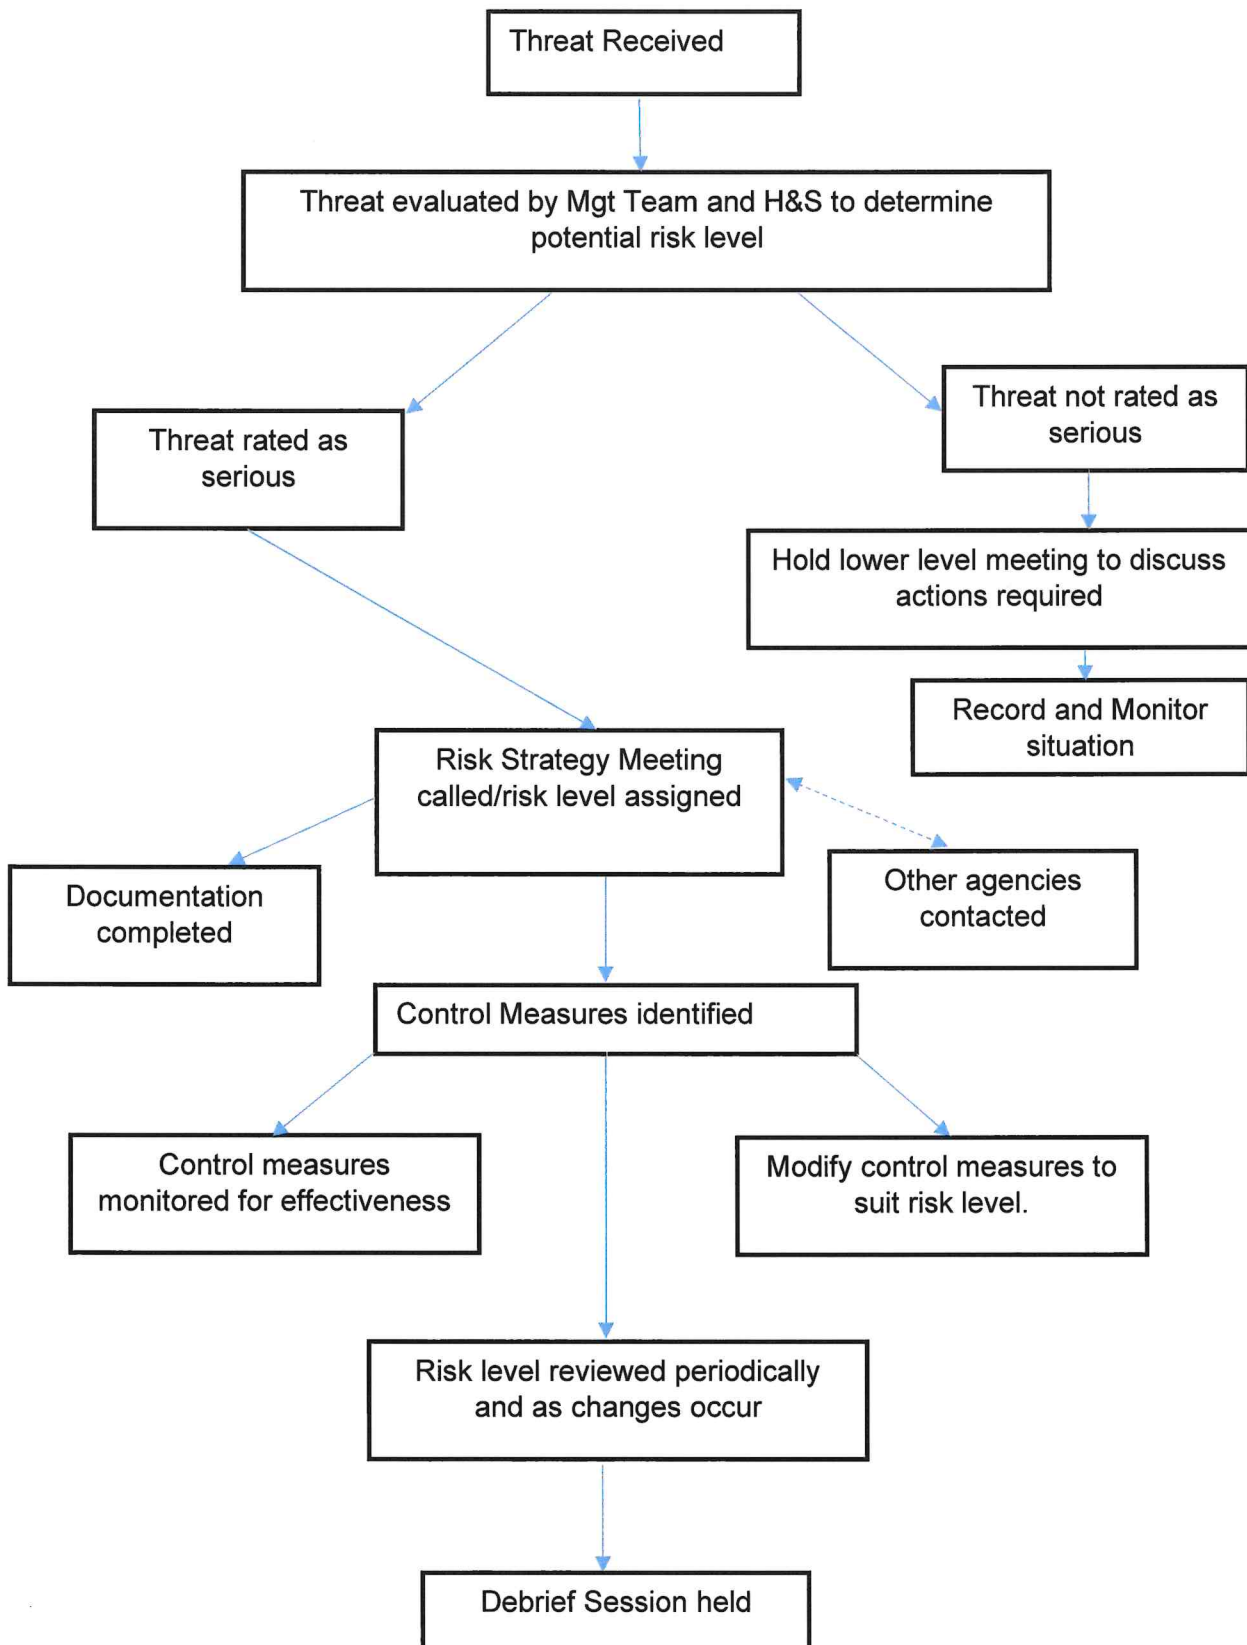 Threat Received
Threat evaluated by Mgt Team and H&S to determine
potential risk level
Threat rated as
serious
Threat not rated as
serious
Hold lower level meeting to discuss
actions required
Record and Monitor
situation
Risk Strategy Meeting
called/risk level assigned
Documentation
completed
Other agencies
contacted
Control Measures identified
Control measures
monitored for effectiveness
Modify control measures to
suit risk level.
Risk level reviewed periodically
and as changes occur
Debrief Session held